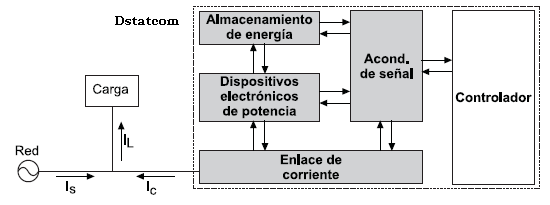 Dstatcom
Almacenamiento
de energía
Acond.
de señal
Controlador
Dispositivos
electrónicos
de potencia
Enlace de
corriente
Carga
Red
IL
IS
IC